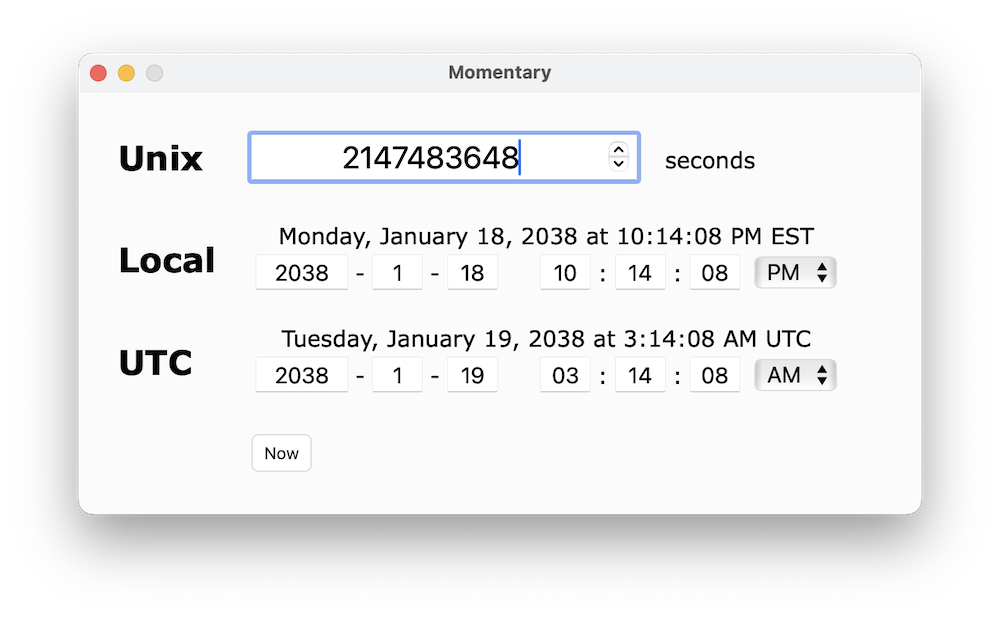 Momentary
Unix 2147483648 seconds
Monday, January 18, 2038 at 10:14:08 PM EST
Local 2038 - 1 - 18 10 : 14 : 08 PM
Tuesday, January 19, 2038 at 3:14:08 AM UTC
UTC 2038 - 1 - 19 03 : 14 : 08 AM
Now